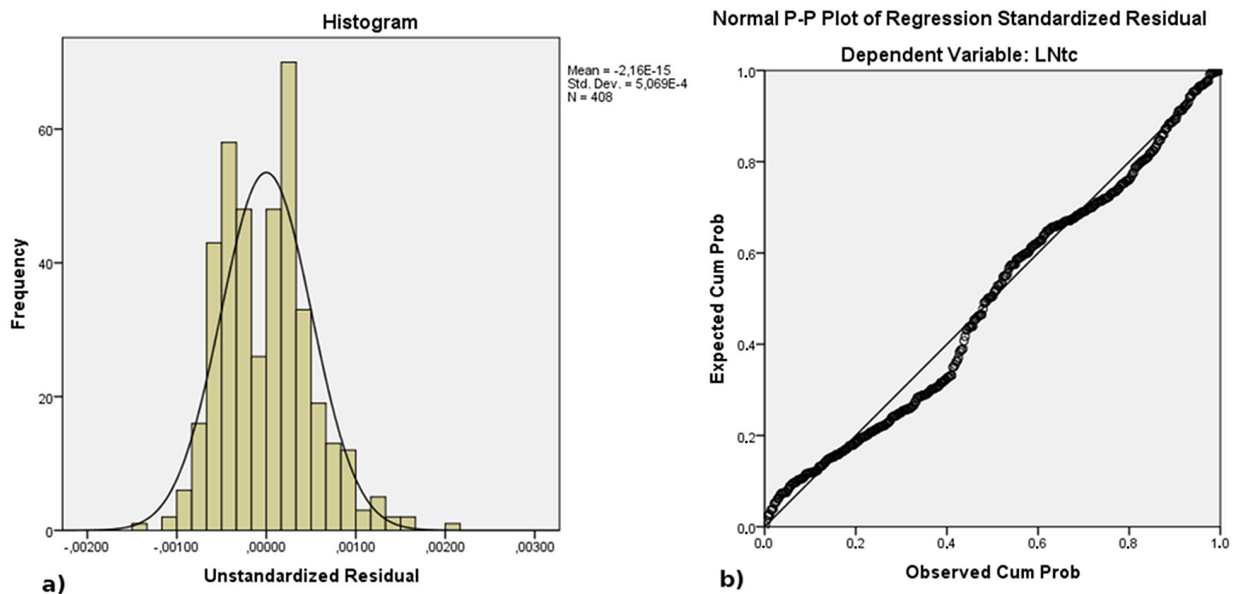 Histogram
Mean = -2,16E-15
Std. Dev. = 5,069E-4
N = 408
60
40
20
0
-,00200 -,00100 ,00000 ,00100 ,00200 ,00300
Frequency
Unstandardized Residual
a)
Normal P-P Plot of Regression Standardized Residual
Dependent Variable: LNtc
1.0
0.8
0.6
0.4
0.2
0.0
0.0 0.2 0.4 0.6 0.8 1.0
Expected Cum Prob
Observed Cum Prob
b)